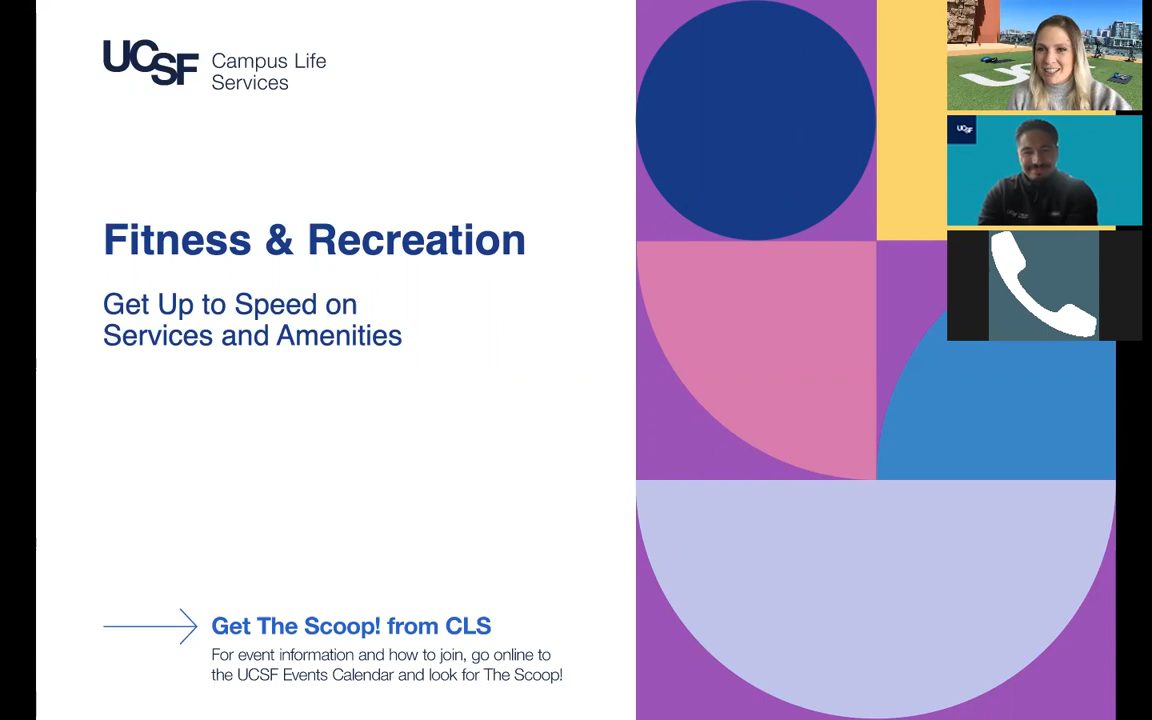 UCSF Campus Life
Services
Fitness & Recreation
Get Up to Speed on
Services and Amenities
Get The Scoop! from CLS
For event information and how to join, go online to
the UCSF Events Calendar and look for The Scoop!
UCSF